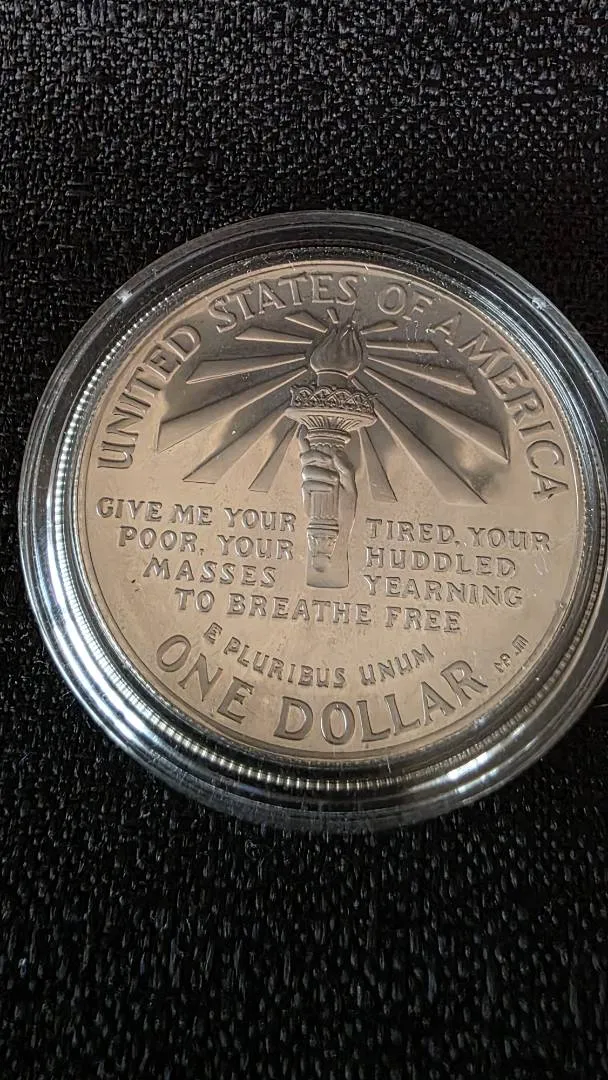 UNITED STATES OF AMERICA
GIVE ME YOUR TIRED, YOUR
POOR, YOUR HUDDLED
MASSES YEARNING
TO BREATHE FREE
E PLURIBUS UNUM
ONE DOLLAR